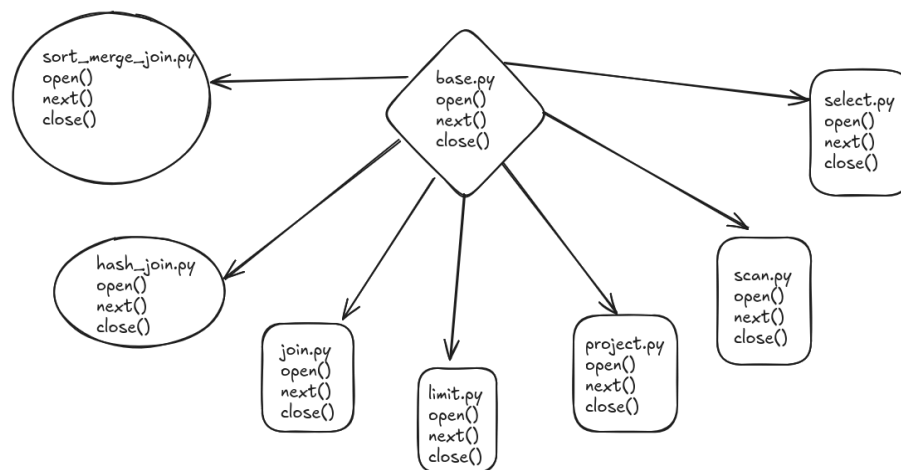 sort_merge_join.py
open()
next()
close()
base.py
open()
next()
close()
select.py
open()
next()
close()
hash_join.py
open()
next()
close()
scan.py
open()
next()
close()
join.py
open()
next()
close()
limit.py
open()
next()
close()
project.py
open()
next()
close()